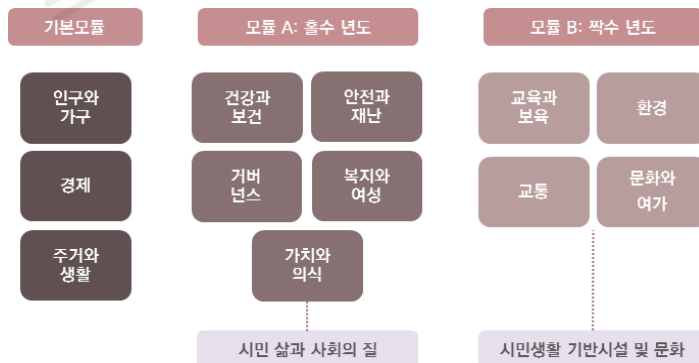 기본모듈
모듈 A: 홀수 년도
모듈 B: 짝수 년도
인구와
가구
경제
주거와
생활
건강과
보건
안전과
재난
거버
넌스
복지와
여성
가치와
의식
시민 삶과 사회의 질
교육과
보육
환경
교통
문화와
여가
시민생활 기반시설 및 문화